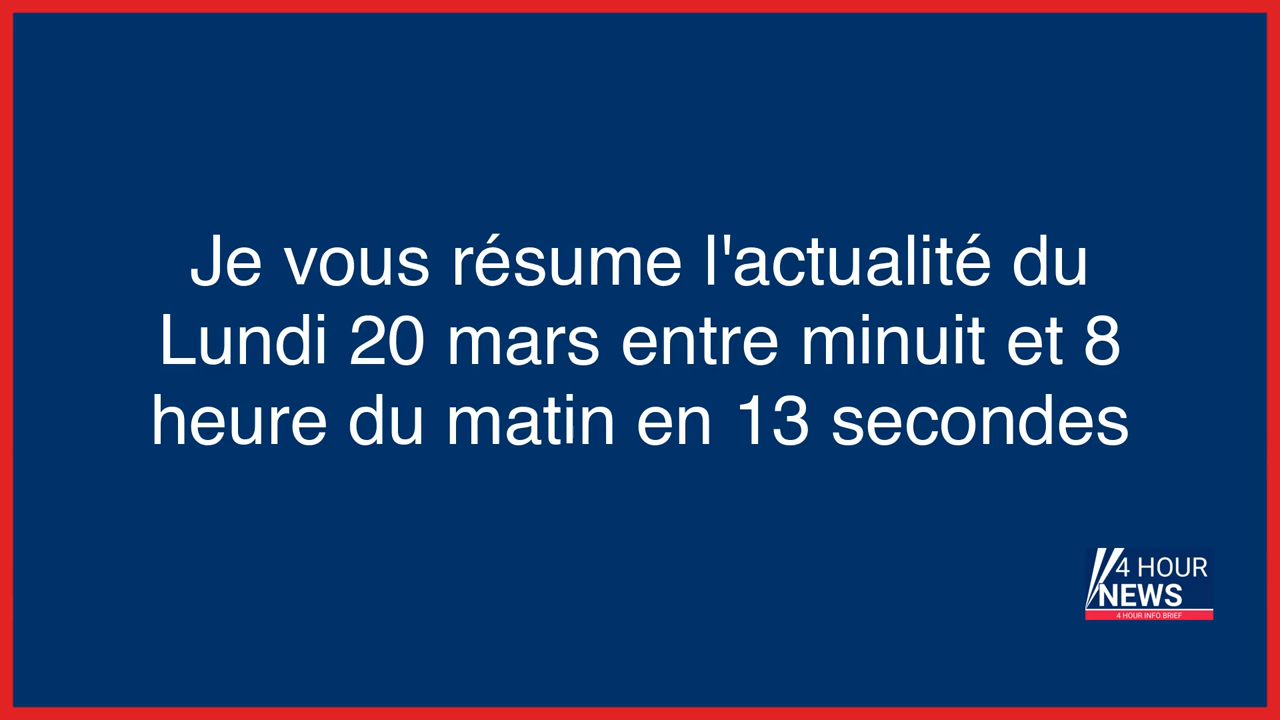 Je vous résume l'actualité du
Lundi 20 mars entre minuit et 8
heure du matin en 13 secondes
4 HOUR
NEWS
4 HOUR INFO BRIEF